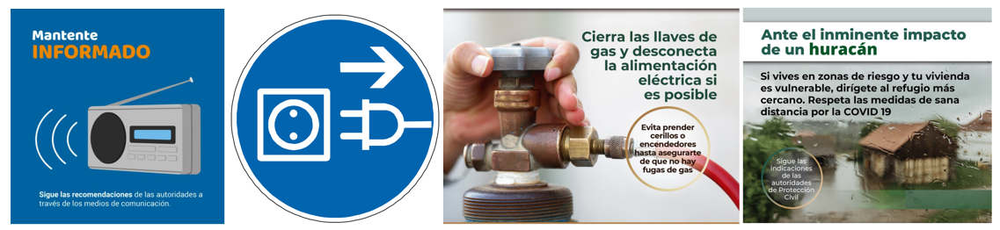 Mantente
INFORMADO
Sigue las recomendaciones de las autoridades a
través de los medios de comunicación.
Cierra las llaves de
gas y desconecta
la alimentación
eléctrica si
es posible
Evita prender
cerillos o
encendedores
hasta asegurarte
de que no hay
fugas de gas
Ante el inminente impacto
de un huracán
Si vives en zonas de riesgo y tu vivienda
es vulnerable, dirígete al refugio más
cercano. Respeta las medidas de sana
distancia por la COVID 19
Sigue las
indicaciones
de las
autoridades
de Protección
Civil